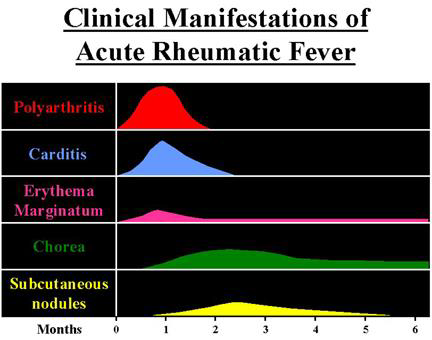 Clinical Manifestations of
Acute Rheumatic Fever
Polyarthritis
Carditis
Erythema
Marginatum
Chorea
Subcutaneous
nodules
Months 0 1 2 3 4 5 6